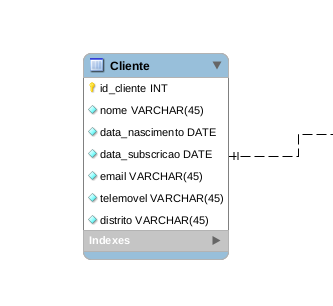 Cliente
id_cliente INT
nome VARCHAR(45)
data_nascimento DATE
data_subscricao DATE
email VARCHAR(45)
telemovel VARCHAR(45)
distrito VARCHAR(45)
Indexes